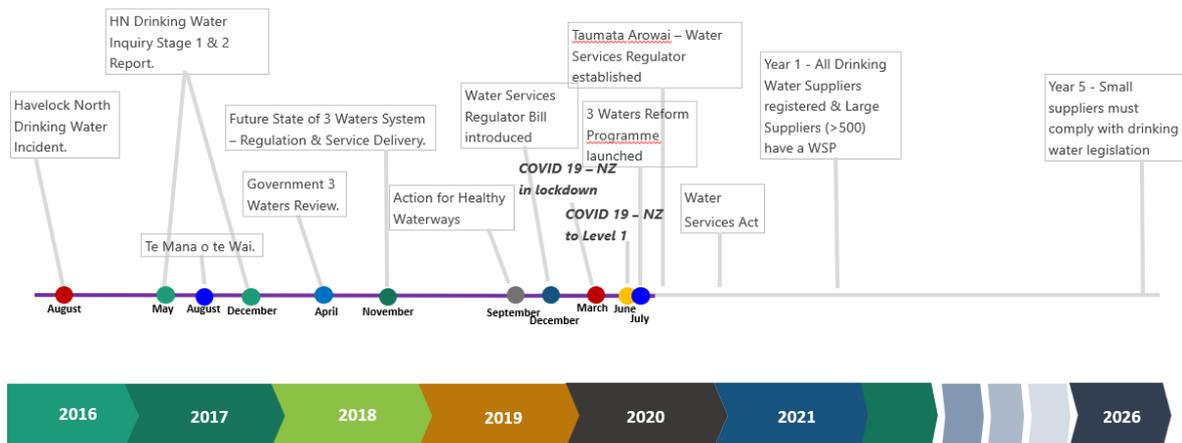 HN Drinking Water
Inquiry Stage 1 & 2
Report.
Havelock North
Drinking Water
Incident.
Future State of 3 Waters System
– Regulation & Service Delivery.
Government 3
Waters Review.
Te Mana o te Wai.
Action for Healthy
Waterways
Water Services
Regulator Bill
introduced
Taumata Arowai – Water
Services Regulator
established
3 Waters Reform
Programme
launched
COVID 19 – NZ
in lockdown
COVID 19 – NZ
to Level 1
Water
Services Act
Year 1 - All Drinking
Water Suppliers
registered & Large
Suppliers (>500)
have a WSP
Year 5 - Small
suppliers must
comply with drinking
water legislation
August
May
August
December
April
November
September
December
March
June
July
2016
2017
2018
2019
2020
2021
2026